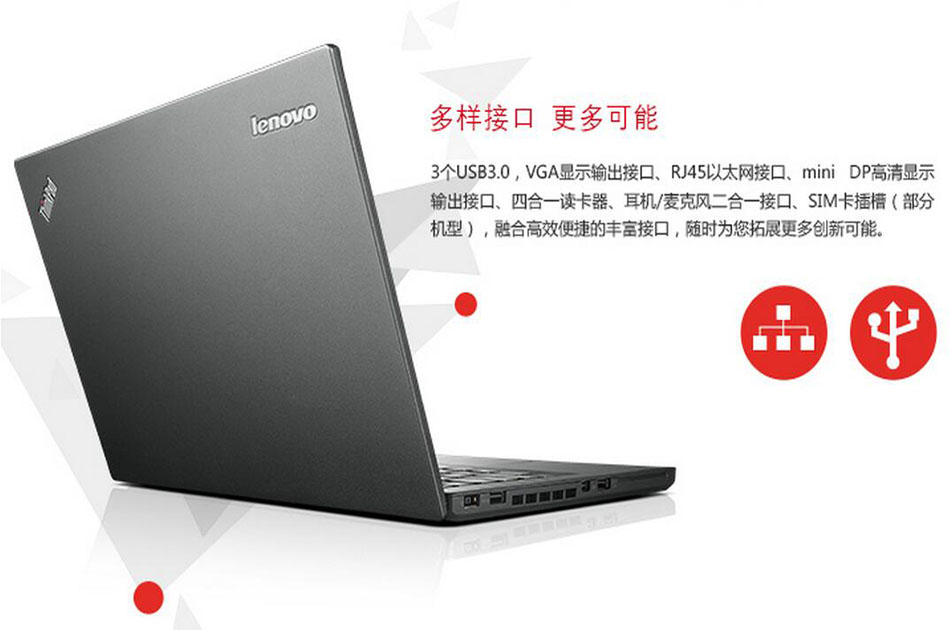 lenovo
ThinkPad
多样接口 更多可能
3个USB3.0，VGA显示输出接口、RJ45以太网接口、mini DP高清显示
输出接口、四合一读卡器、耳机/麦克风二合一接口、SIM卡插槽（部分
机型），融合高效便捷的丰富接口，随时为您拓展更多创新可能。